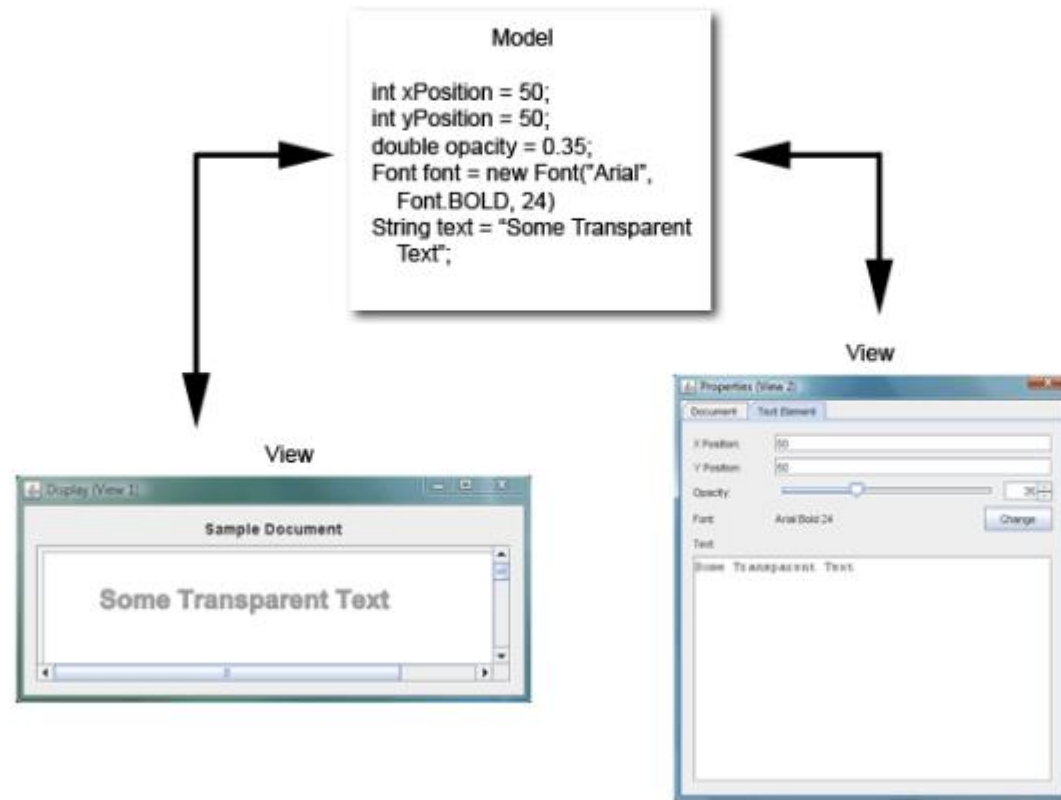 Model
int xPosition = 50;
int yPosition = 50;
double opacity = 0.35;
Font font = new Font("Arial",
Font.BOLD, 24)
String text = “Some Transparent
Text”;
View
Display (View 1)
Sample Document
Some Transparent Text
View
Properties (View 2)
Document Text Element
X Position: 50
Y Position: 50
Opacity: 35
Font: Arial Bold 24 Change
Text:
Some Transparent Text